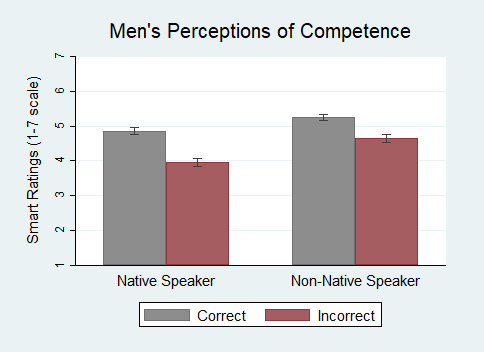 Men's Perceptions of Competence
Smart Ratings (1-7 scale)
7
6
5
4
3
2
1
Native Speaker
Non-Native Speaker
Correct
Incorrect